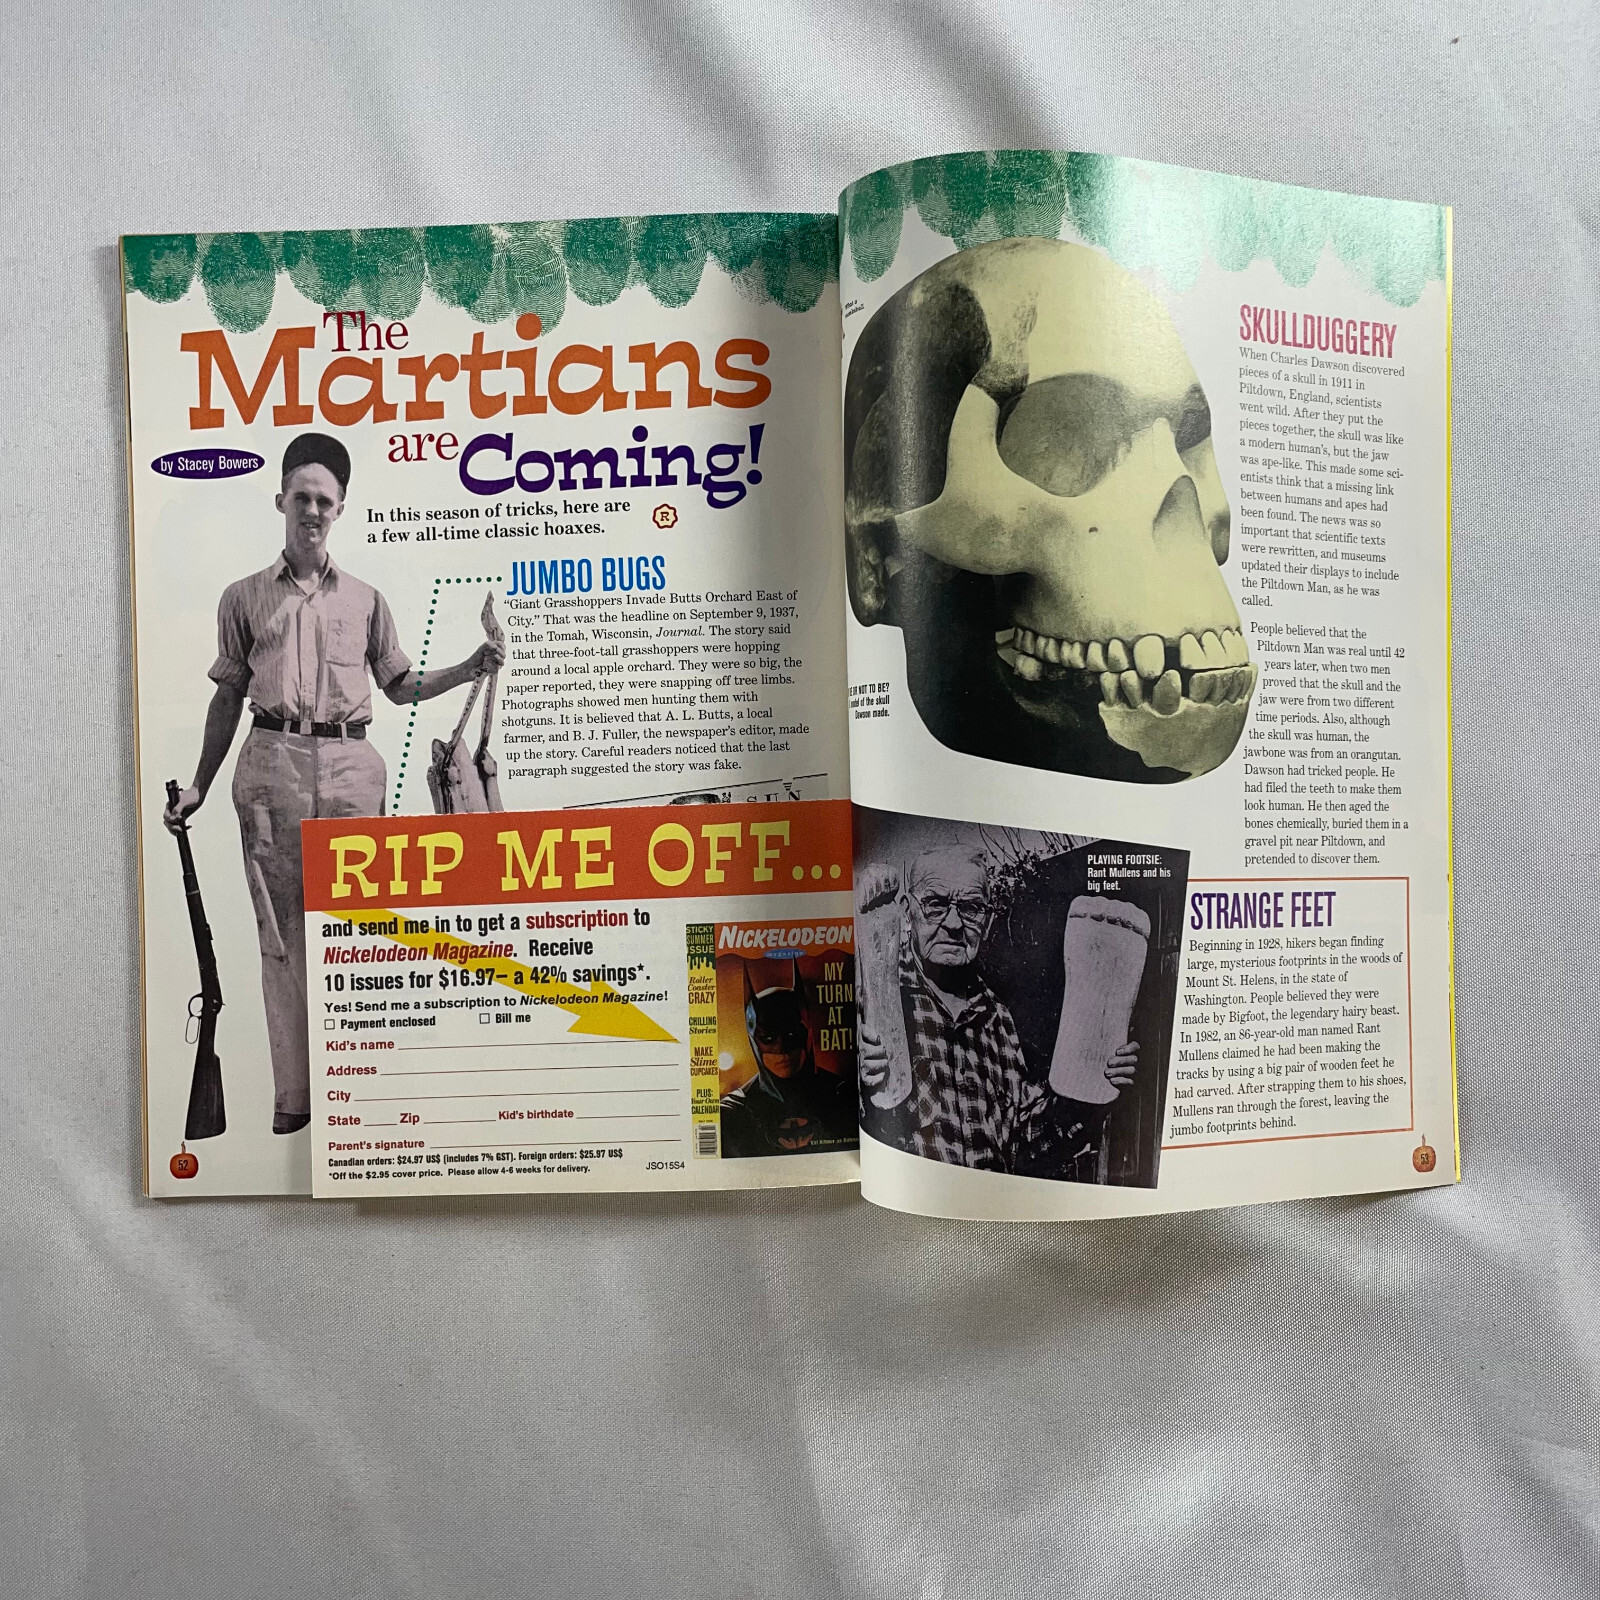 The
Martians
are Coming!
by Stacey Bowers
In this season of tricks, here are
a few all-time classic hoaxes.
R
JUMBO BUGS
"Giant Grasshoppers Invade Butts Orchard East of
City." That was the headline on September 9, 1937,
in the Tomah, Wisconsin, Journal. The story said
that three-foot-tall grasshoppers were hopping
around a local apple orchard. They were so big, the
paper reported, they were snapping off tree limbs.
Photographs showed men hunting them with
shotguns. It is believed that A. L. Butts, a local
farmer, and B. J. Fuller, the newspaper's editor, made
up the story. Careful readers noticed that the last
paragraph suggested the story was fake.
SUN
RIP ME OFF...
and send me in to get a subscription to
Nickelodeon Magazine. Receive
10 issues for $16.97– a 42% savings*.
Yes! Send me a subscription to Nickelodeon Magazine!
Payment enclosed Bill me
Kid's name
Address
City
State Zip Kid's birthdate
Parent's signature
Canadian orders: $24.97 US$ (includes 7% GST). Foreign orders: $25.97 US$
*Off the $2.95 cover price. Please allow 4-6 weeks for delivery.
JSO15S4
STICKY
SUMMER
ISSUE
NICKELODEON
magazine
Roller
Coaster
CRAZY
CHILLING
Stories
MAKE
Slime
CUPCAKES
PLUS:
Your Own
CALENDAR
MY
TURN
AT
BAT!
52
E OR NOT TO BE?
model of the skull
Dawson made.
SKULLDUGGERY
When Charles Dawson discovered
pieces of a skull in 1911 in
Piltdown, England, scientists
went wild. After they put the
pieces together, the skull was like
a modern human's, but the jaw
was ape-like. This made some sci-
entists think that a missing link
between humans and apes had
been found. The news was so
important that scientific texts
were rewritten, and museums
updated their displays to include
the Piltdown Man, as he was
called.
People believed that the
Piltdown Man was real until 42
years later, when two men
proved that the skull and the
jaw were from two different
time periods. Also, although
the skull was human, the
jawbone was from an orangutan.
Dawson had tricked people. He
had filed the teeth to make them
look human. He then aged the
bones chemically, buried them in a
gravel pit near Piltdown, and
pretended to discover them.
PLAYING FOOTSIE:
Rant Mullens and his
big feet.
STRANGE FEET
Beginning in 1928, hikers began finding
large, mysterious footprints in the woods of
Mount St. Helens, in the state of
Washington. People believed they were
made by Bigfoot, the legendary hairy beast.
In 1982, an 86-year-old man named Rant
Mullens claimed he had been making the
tracks by using a big pair of wooden feet he
had carved. After strapping them to his shoes,
Mullens ran through the forest, leaving the
jumbo footprints behind.
53